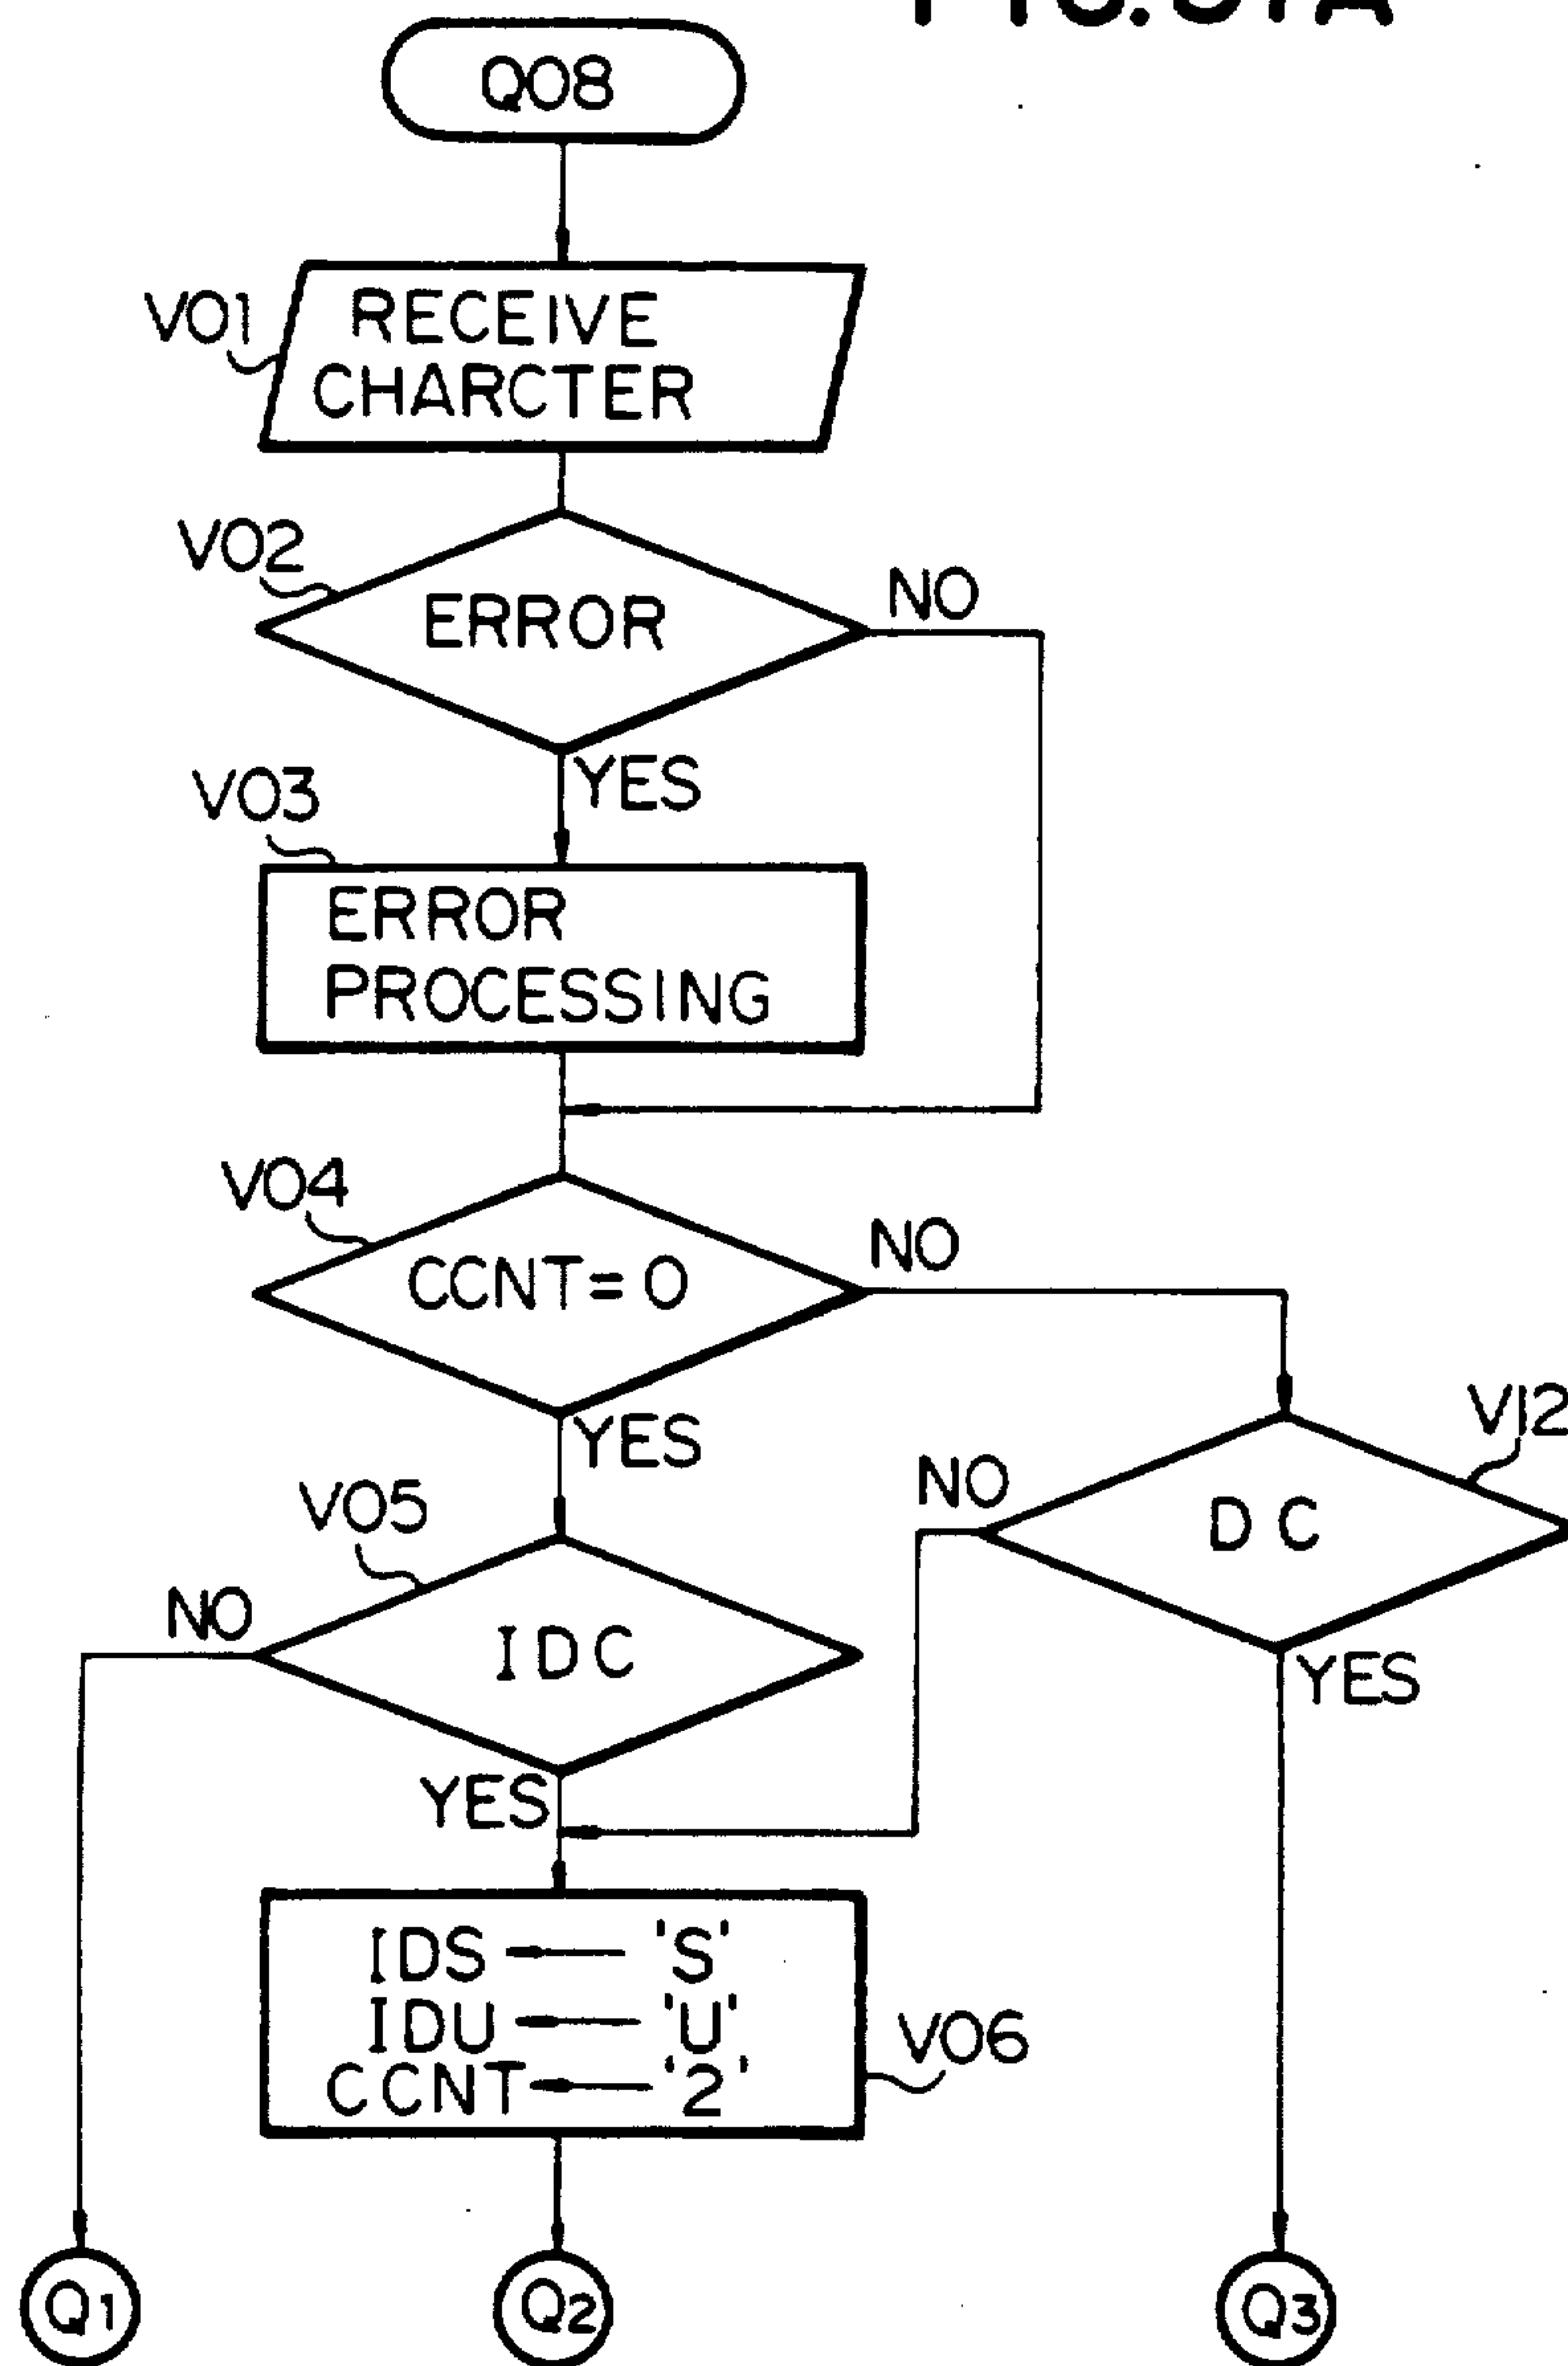 Q08
V01
RECEIVE
CHARCTER
V02
ERROR
NO
YES
V03
ERROR
PROCESSING
V04
CCNT=0
NO
YES
V12
DC
NO
YES
V05
IDC
NO
YES
IDS ← 'S'
IDU ← 'U'
CCNT ← '2'
V06
Q1
Q2
Q3